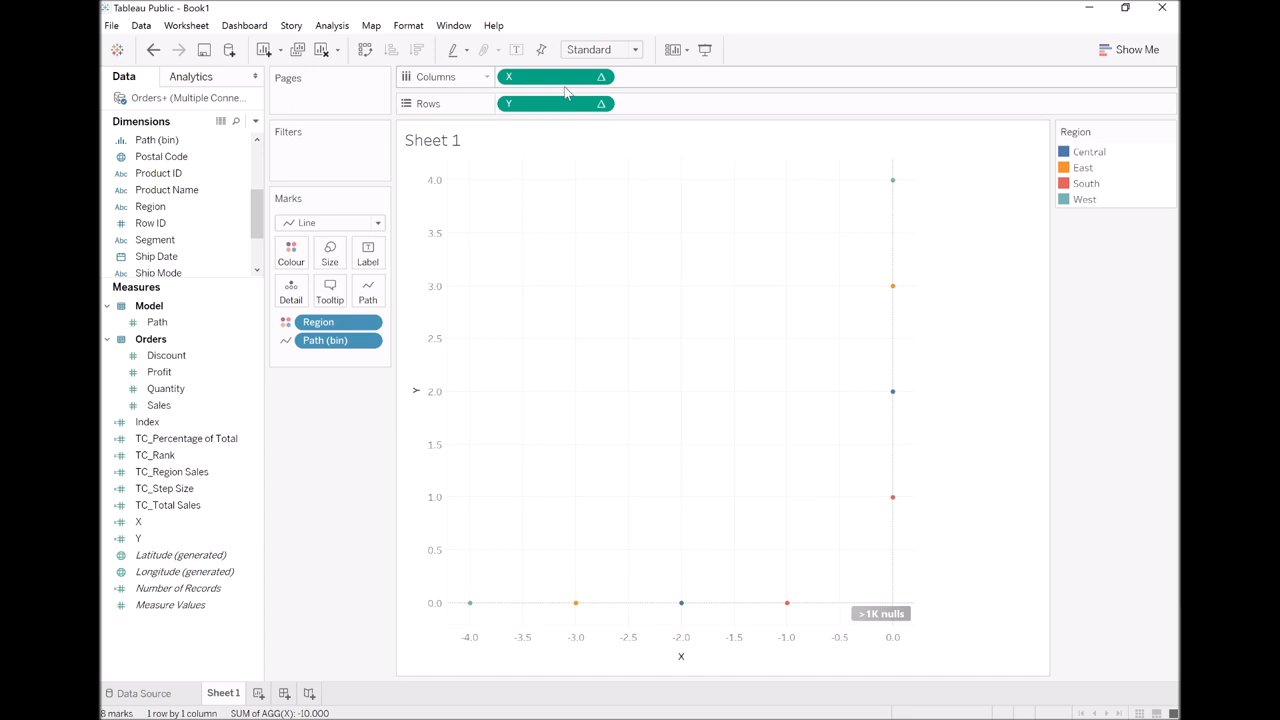 Tableau Public - Book1
File Data Worksheet Dashboard Story Analysis Map Format Window Help
Standard
Show Me
Data Analytics
Orders+ (Multiple Conne...
Dimensions
Path (bin)
Postal Code
Product ID
Product Name
Region
Row ID
Segment
Ship Date
Ship Mode
Measures
Model
Path
Orders
Discount
Profit
Quantity
Sales
Index
TC_Percentage of Total
TC_Rank
TC_Region Sales
TC_Step Size
TC_Total Sales
X
Y
Latitude (generated)
Longitude (generated)
Number of Records
Measure Values
Pages
Filters
Marks
Line
Colour Size Label
Detail Tooltip Path
Region
Path (bin)
Columns X
Rows Y
Sheet 1
4.0
3.5
3.0
2.5
Y 2.0
1.5
1.0
0.5
0.0
>1K nulls
-4.0 -3.5 -3.0 -2.5 -2.0 -1.5 -1.0 -0.5 0.0
X
Region
Central
East
South
West
Data Source Sheet 1
8 marks 1 row by 1 column SUM of AGG(X): -10.000